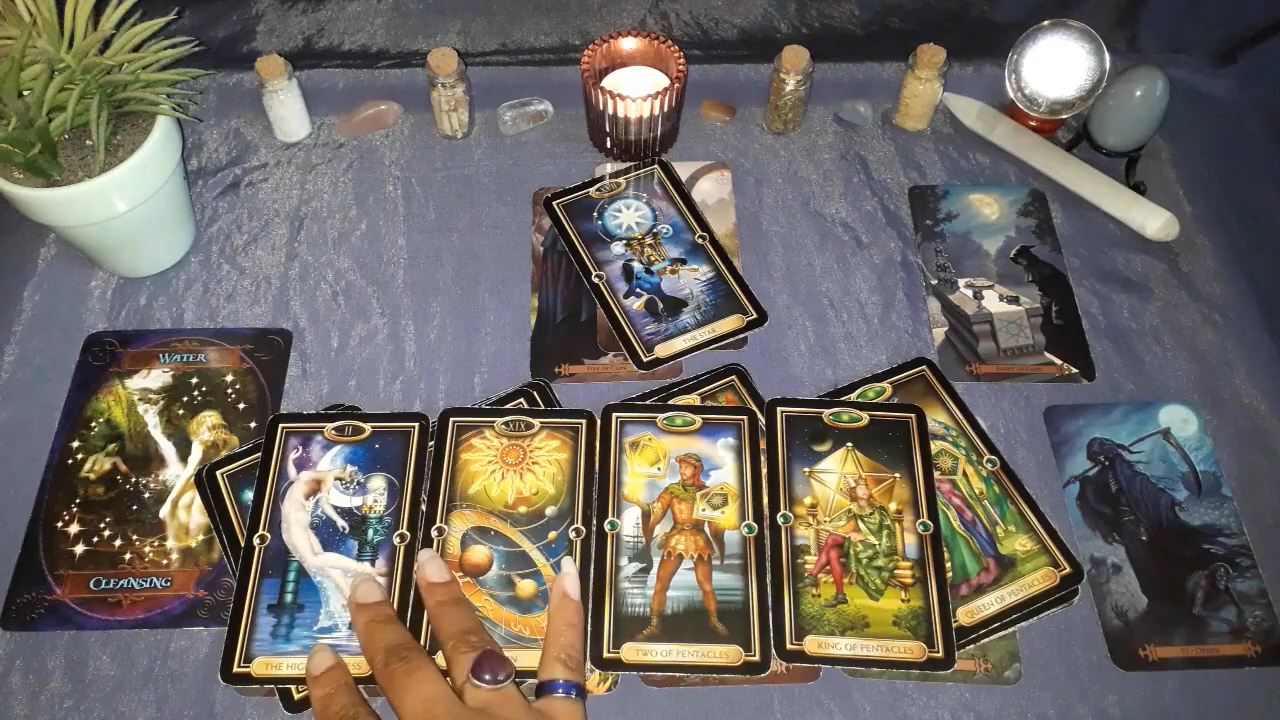 XVII
THE STAR
FIVE OF CUPS
EIGHT OF CUPS
WATER
CLEANSING
II
XIX
TWO OF PENTACLES
KING OF PENTACLES
QUEEN OF PENTACLES
THE HIG